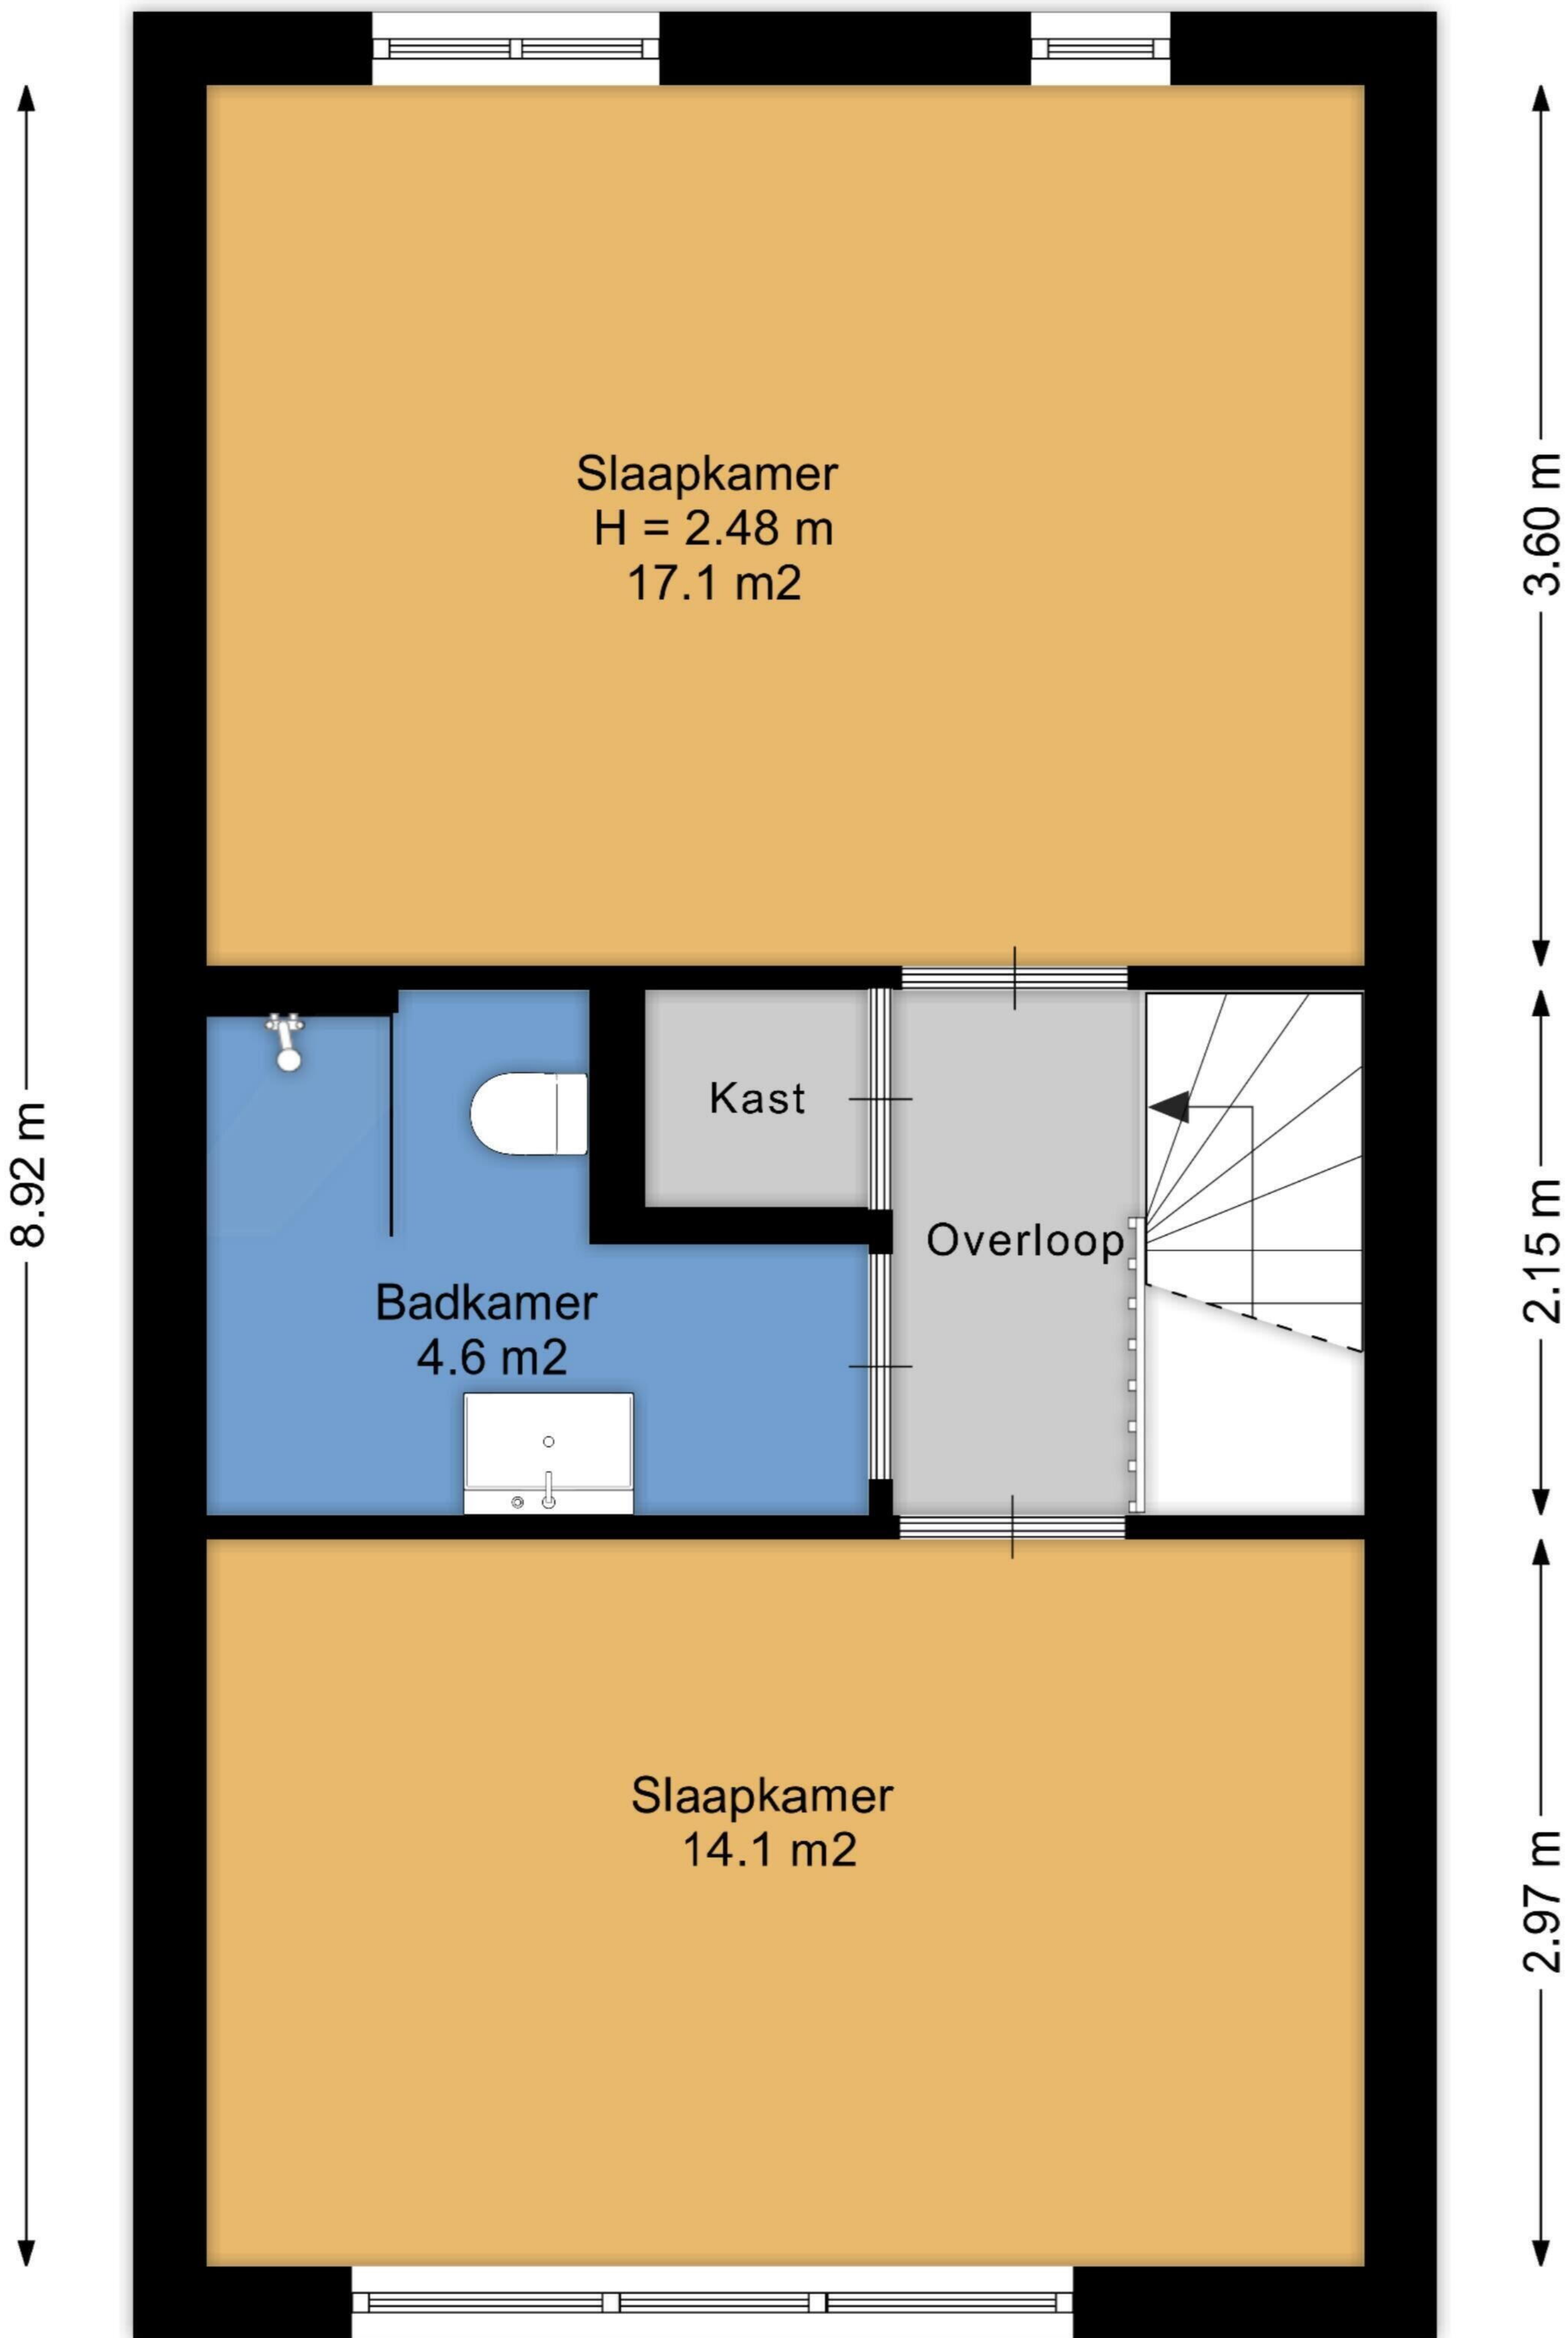 Slaapkamer
H = 2.48 m
17.1 m2
3.60 m
8.92 m
Kast
Overloop
2.15 m
Badkamer
4.6 m2
Slaapkamer
14.1 m2
2.97 m